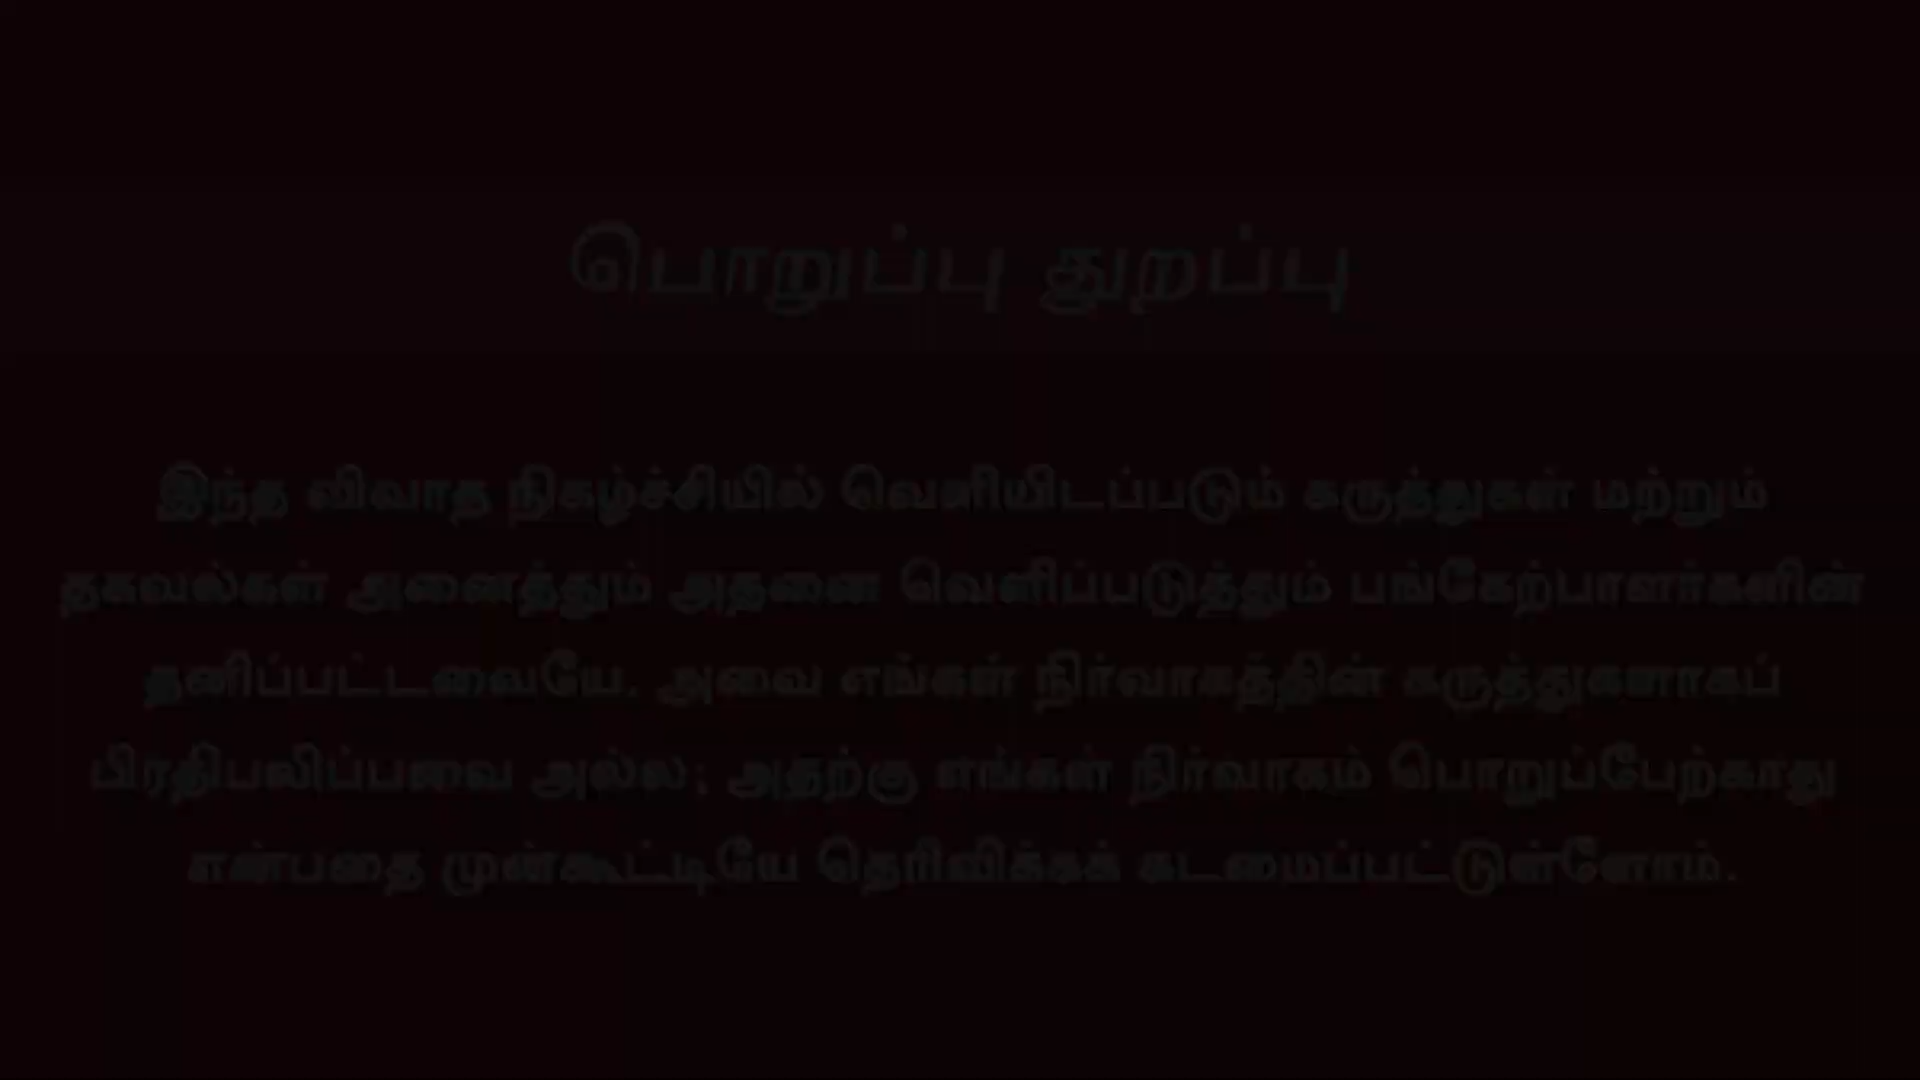 பொறுப்பு துறப்பு
இந்த விவாத நிகழ்ச்சியில் வெளியிடப்படும் கருத்துகள் மற்றும்
தகவல்கள் அனைத்தும் அதனை வெளிப்படுத்தும் பங்கேற்பாளர்களின்
தனிப்பட்டவையே. அவை எங்கள் நிர்வாகத்தின் கருத்துகளாகப்
பிரதிபலிப்பவை அல்ல; அதற்கு எங்கள் நிர்வாகம் பொறுப்பேற்காது
என்பதை முன்கூட்டியே தெரிவிக்கக் கடமைப்பட்டுள்ளோம்.